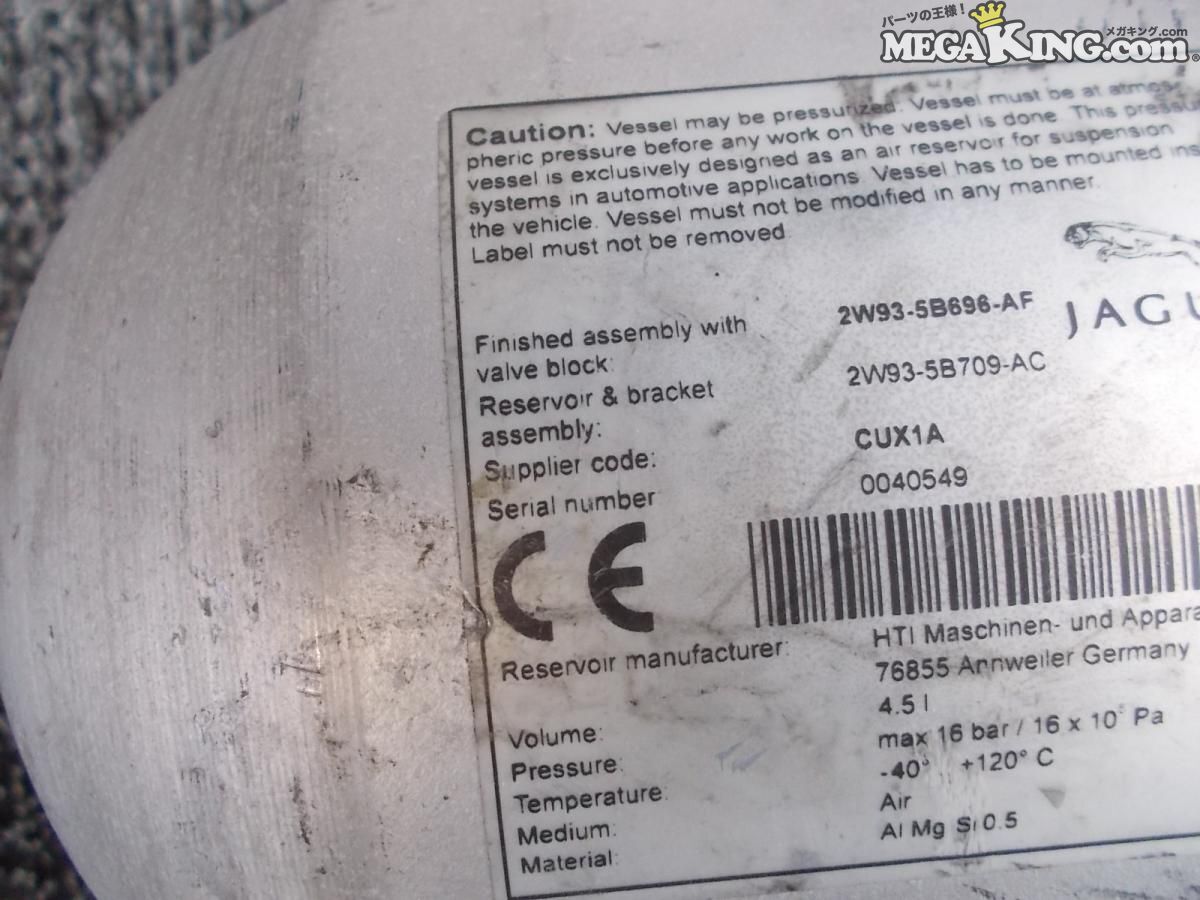 パーツの王様!
メガキング.com
MEGAKING.com®
Caution: Vessel may be pressurized. Vessel must be at atmos-
pheric pressure before any work on the vessel is done. This pressu
vessel is exclusively designed as an air reservoir for suspension
systems in automotive applications. Vessel has to be mounted ins
the vehicle. Vessel must not be modified in any manner.
Label must not be removed
JAGU
Finished assembly with 2W93-5B696-AF
valve block:
Reservoir & bracket 2W93-5B709-AC
assembly:
Supplier code: CUX1A
Serial number 0040549
CE
Reservoir manufacturer: HTI Maschinen- und Appara
76855 Annweiler Germany
Volume: 4.5 l
Pressure: max 16 bar / 16 x 10 Pa
Temperature: -40° +120° C
Medium: Air
Material: Al Mg Si 0.5